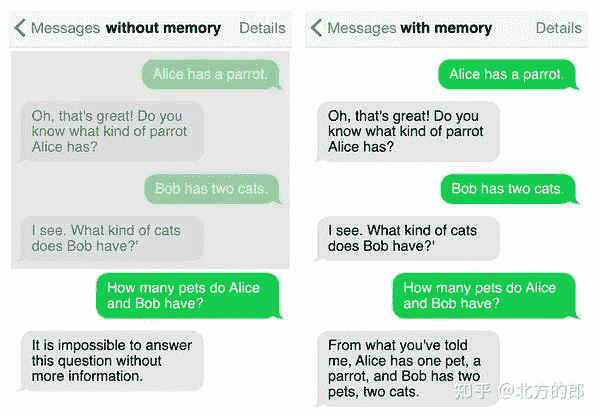 Messages without memory Details
Alice has a parrot.
Oh, that's great! Do you
know what kind of parrot
Alice has?
Bob has two cats.
I see. What kind of cats
does Bob have?'
How many pets do Alice
and Bob have?
It is impossible to answer
this question without
more information.
Messages with memory Details
Alice has a parrot.
Oh, that's great! Do you
know what kind of parrot
Alice has?
Bob has two cats.
I see. What kind of cats
does Bob have?'
How many pets do Alice
and Bob have?
From what you've told
me, Alice has one pet, a
parrot, and Bob has two
pets, two cats.
知乎 @北方的郎